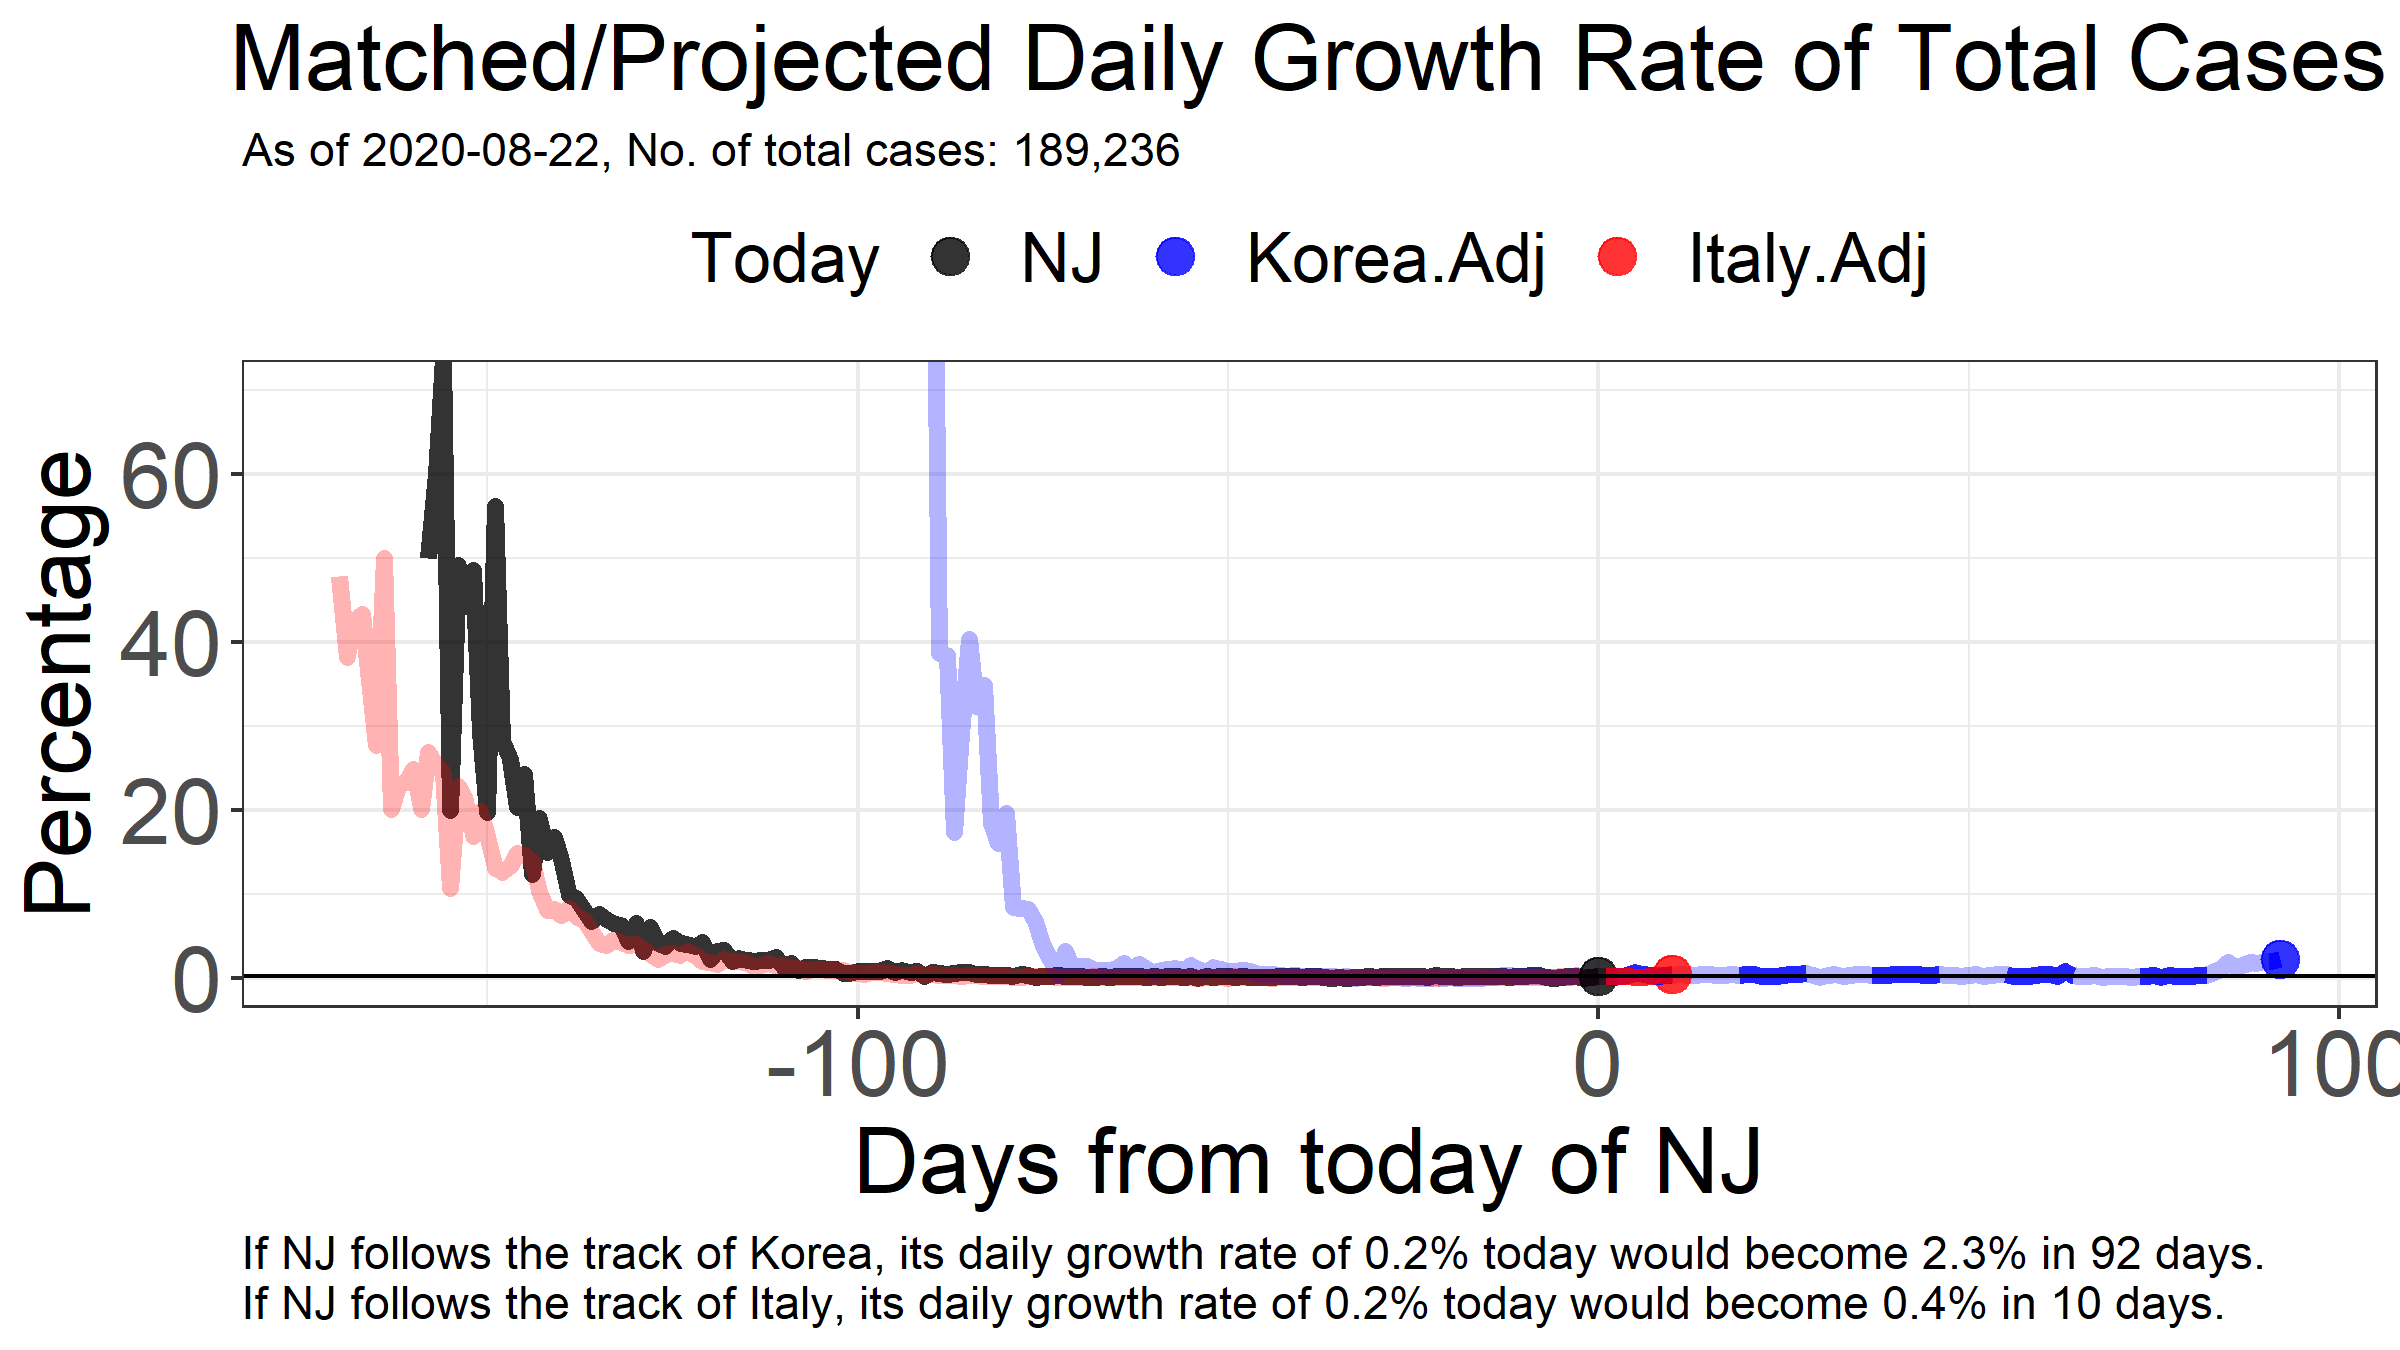 Matched/Projected Daily Growth Rate of Total Cases
As of 2020-08-22, No. of total cases: 189,236
Today NJ Korea.Adj Italy.Adj
Percentage
60
40
20
0
-100 0 100
Days from today of NJ
If NJ follows the track of Korea, its daily growth rate of 0.2% today would become 2.3% in 92 days.
If NJ follows the track of Italy, its daily growth rate of 0.2% today would become 0.4% in 10 days.